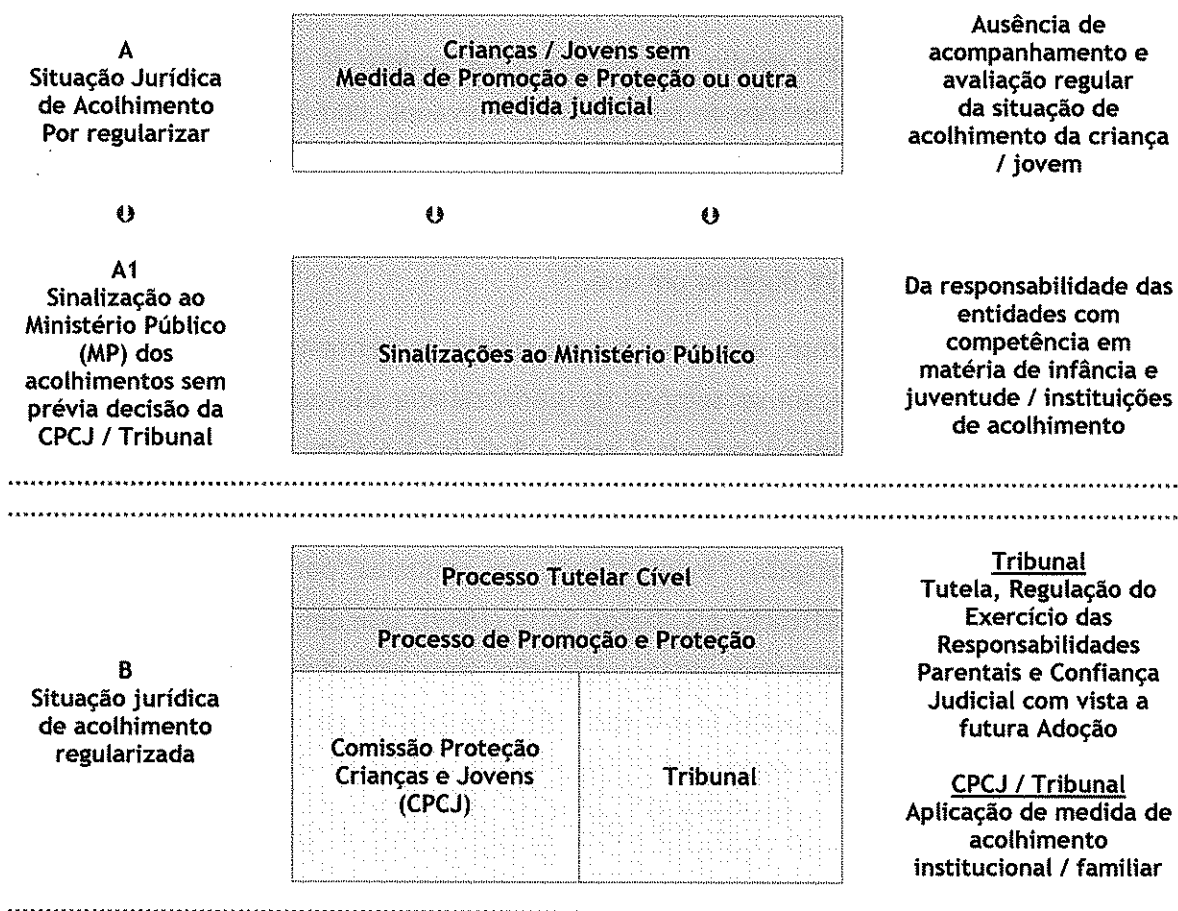 A
Situação Jurídica
de Acolhimento
Por regularizar
Crianças / Jovens sem
Medida de Promoção e Proteção ou outra
medida judicial
Ausência de
acompanhamento e
avaliação regular
da situação de
acolhimento da criança
/ jovem
A1
Sinalização ao
Ministério Público
(MP) dos
acolhimentos sem
prévia decisão da
CPCJ / Tribunal
Sinalizações ao Ministério Público
Da responsabilidade das
entidades com
competência em
matéria de infância e
juventude / instituições
de acolhimento
B
Situação jurídica
de acolhimento
regularizada
Processo Tutelar Cível
Processo de Promoção e Proteção
Comissão Proteção
Crianças e Jovens
(CPCJ)
Tribunal
Tribunal
Tutela, Regulação do
Exercício das
Responsabilidades
Parentais e Confiança
Judicial com vista a
futura Adoção
CPCJ / Tribunal
Aplicação de medida de
acolhimento
institucional / familiar